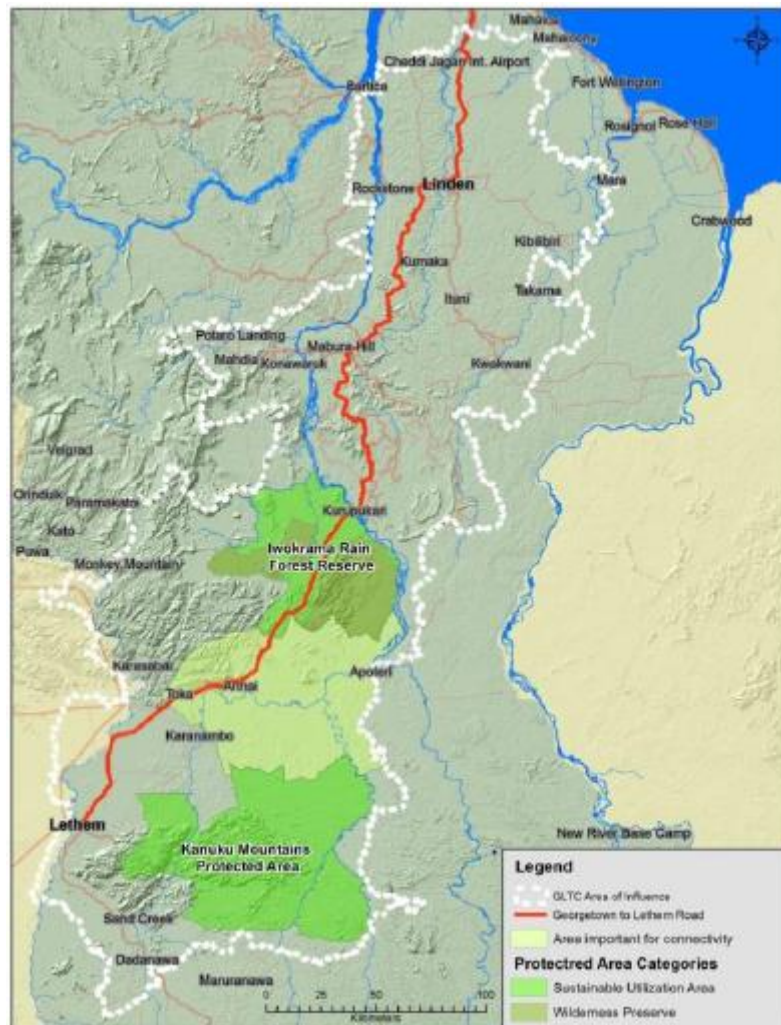 Mahaica
Mahaicony
Cheddi Jagan Int. Airport
Fort Wellington
Bartica
Rosignol
Rose Hall
Rockstone
Linden
Mara
Crabwood
Kibilibiri
Kumaka
Takama
Ituni
Potaro Landing
Mabura Hill
Mahdia
Konawaruk
Kwakwani
Velgrad
Orinduik
Paramakatoi
Kurupukari
Kato
Puwa
Iwokrama Rain
Forest Reserve
Monkey Mountain
Karasabai
Apoteri
Toka
Annai
Karanambo
Lethem
New River Base Camp
Kanuku Mountains
Protected Area
Legend
GLTC Area of Influence
Georgetown to Lethem Road
Area important for connectivity
Protectred Area Categories
Sustainable Utilization Area
Wilderness Preserve
Sand Creek
Dadanawa
Maruranawa
0 25 50 100
Kilometers